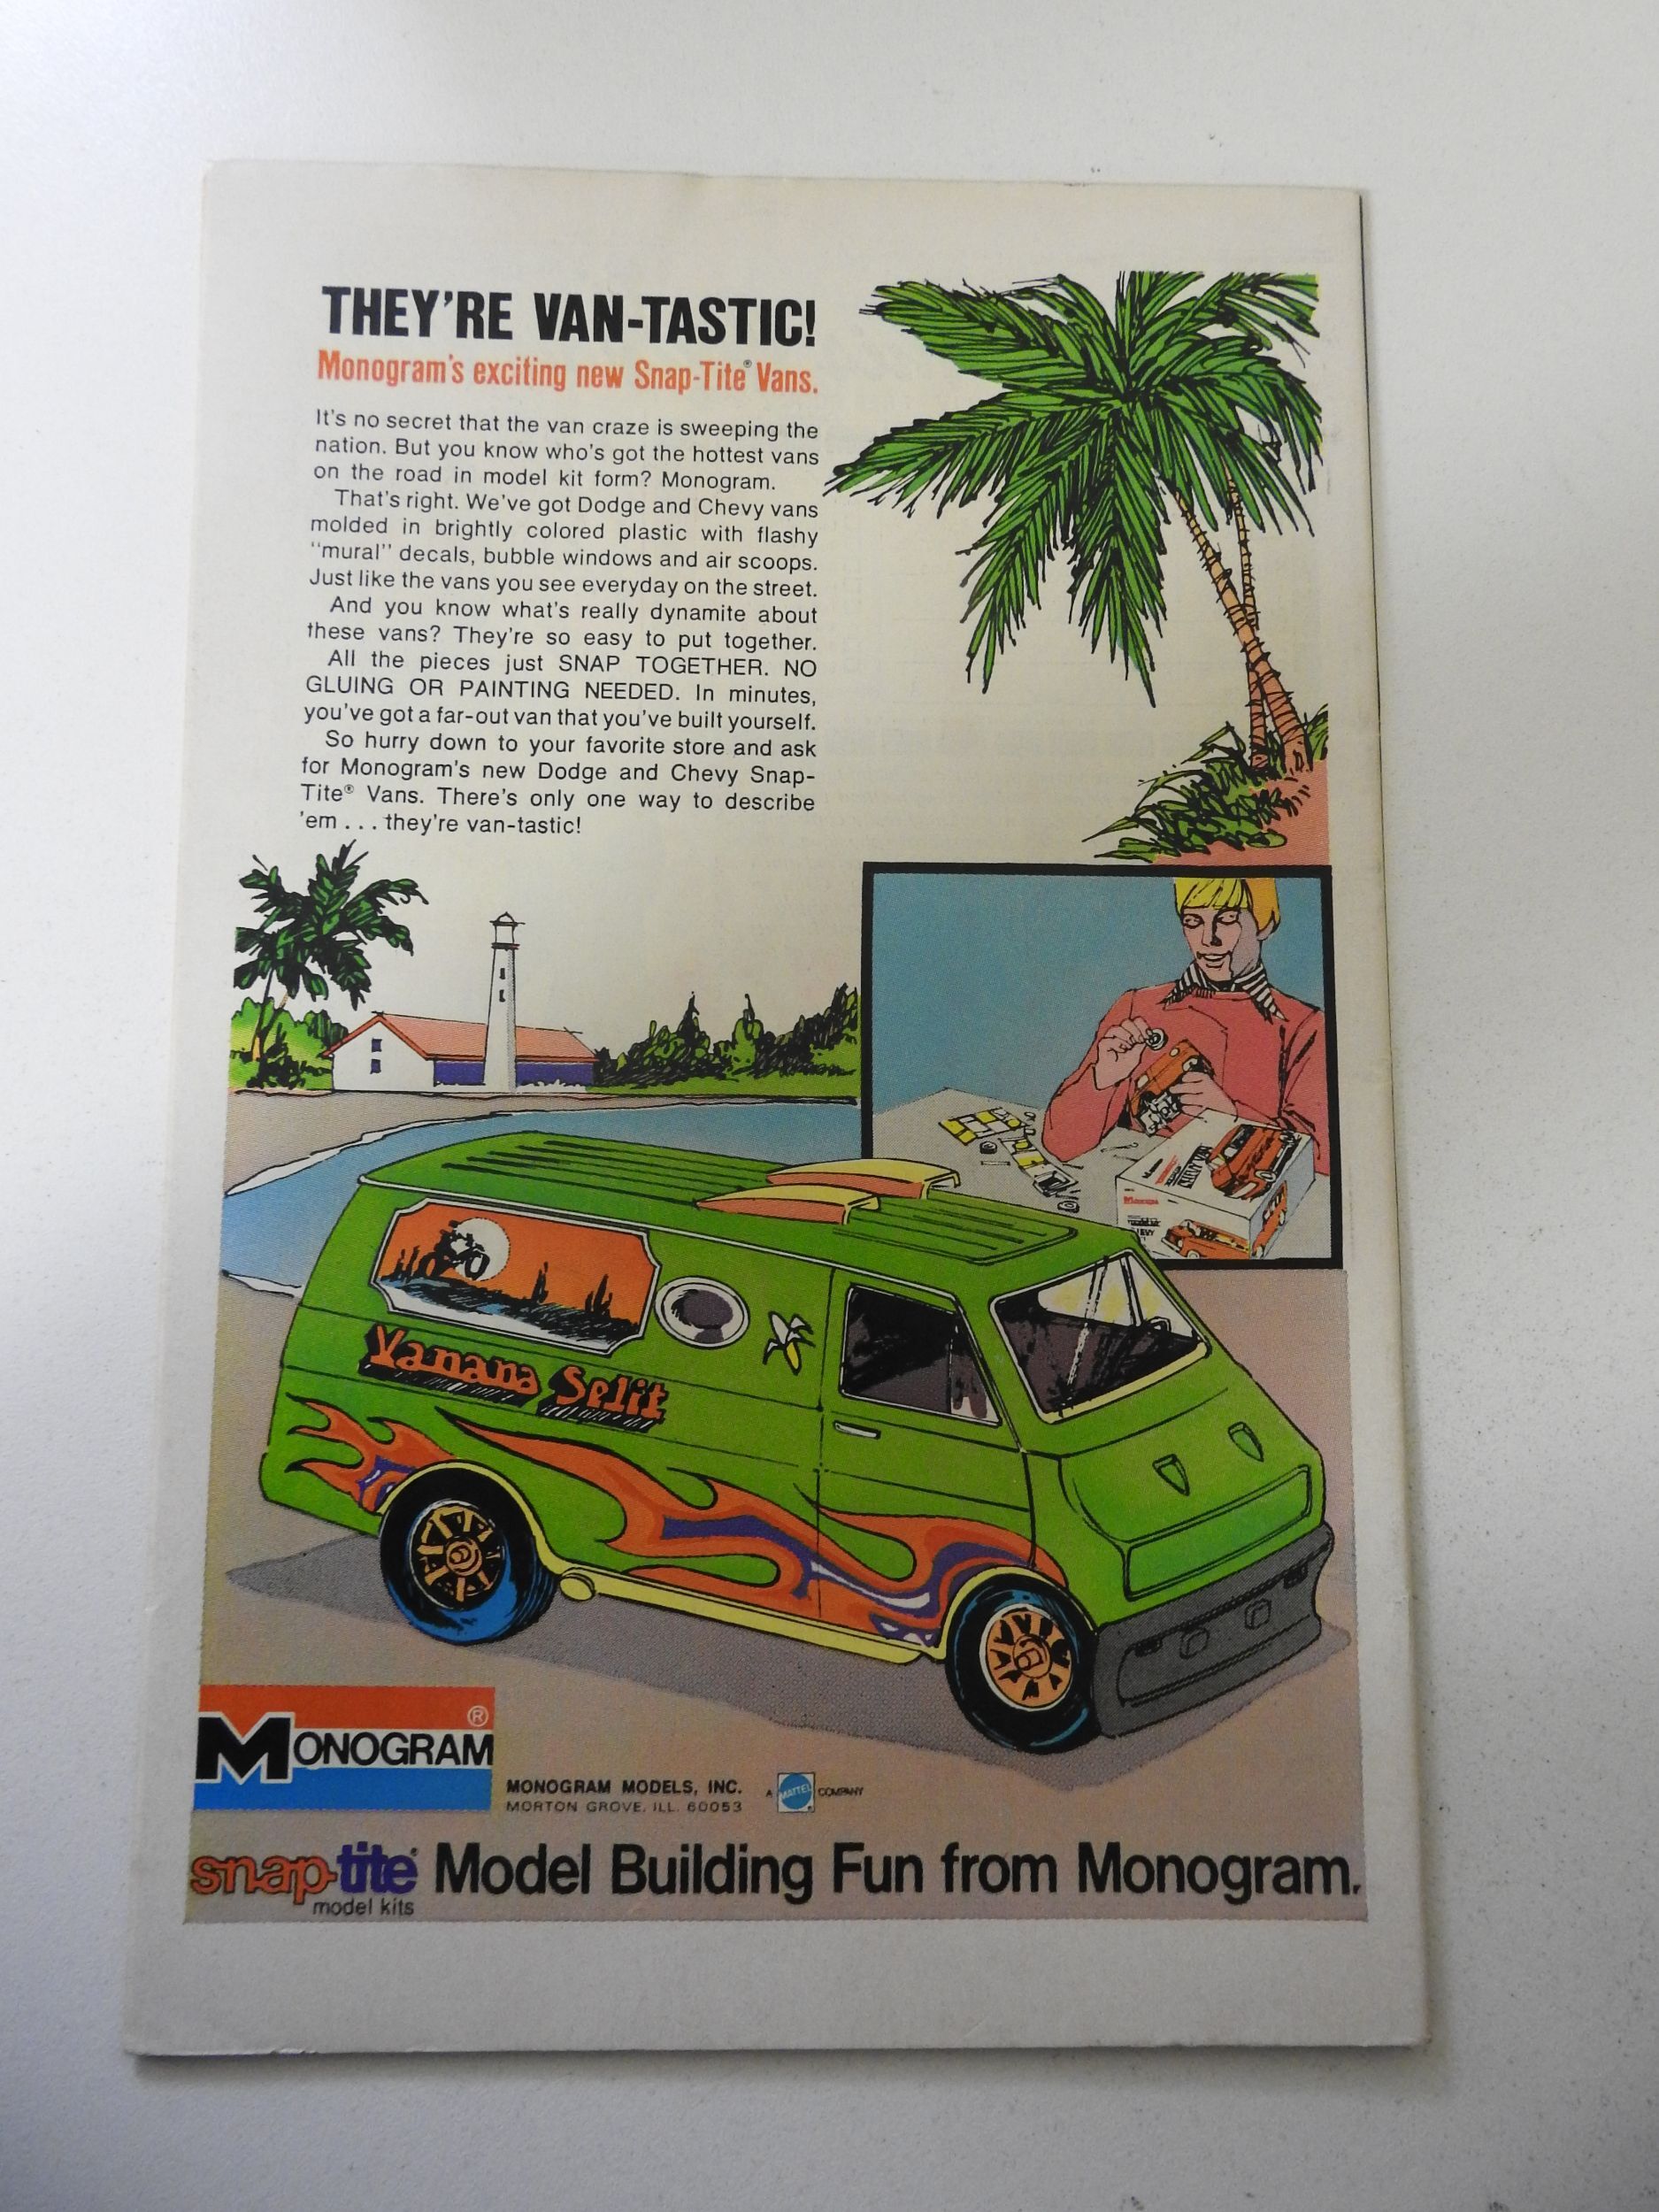 THEY'RE VAN-TASTIC!
Monogram's exciting new Snap-Tite® Vans.
It's no secret that the van craze is sweeping the
nation. But you know who's got the hottest vans
on the road in model kit form? Monogram.
That's right. We've got Dodge and Chevy vans
molded in brightly colored plastic with flashy
"mural" decals, bubble windows and air scoops.
Just like the vans you see everyday on the street.
And you know what's really dynamite about
these vans? They're so easy to put together.
All the pieces just SNAP TOGETHER. NO
GLUING OR PAINTING NEEDED. In minutes,
you've got a far-out van that you've built yourself.
So hurry down to your favorite store and ask
for Monogram's new Dodge and Chevy Snap-
Tite® Vans. There's only one way to describe
'em . . . they're van-tastic!
CHEVY VAN
Vanana Split
MONOGRAM ®
MONOGRAM MODELS, INC.
MORTON GROVE, ILL. 60053
A MATTEL COMPANY
snap-tite® Model Building Fun from Monogram.
model kits